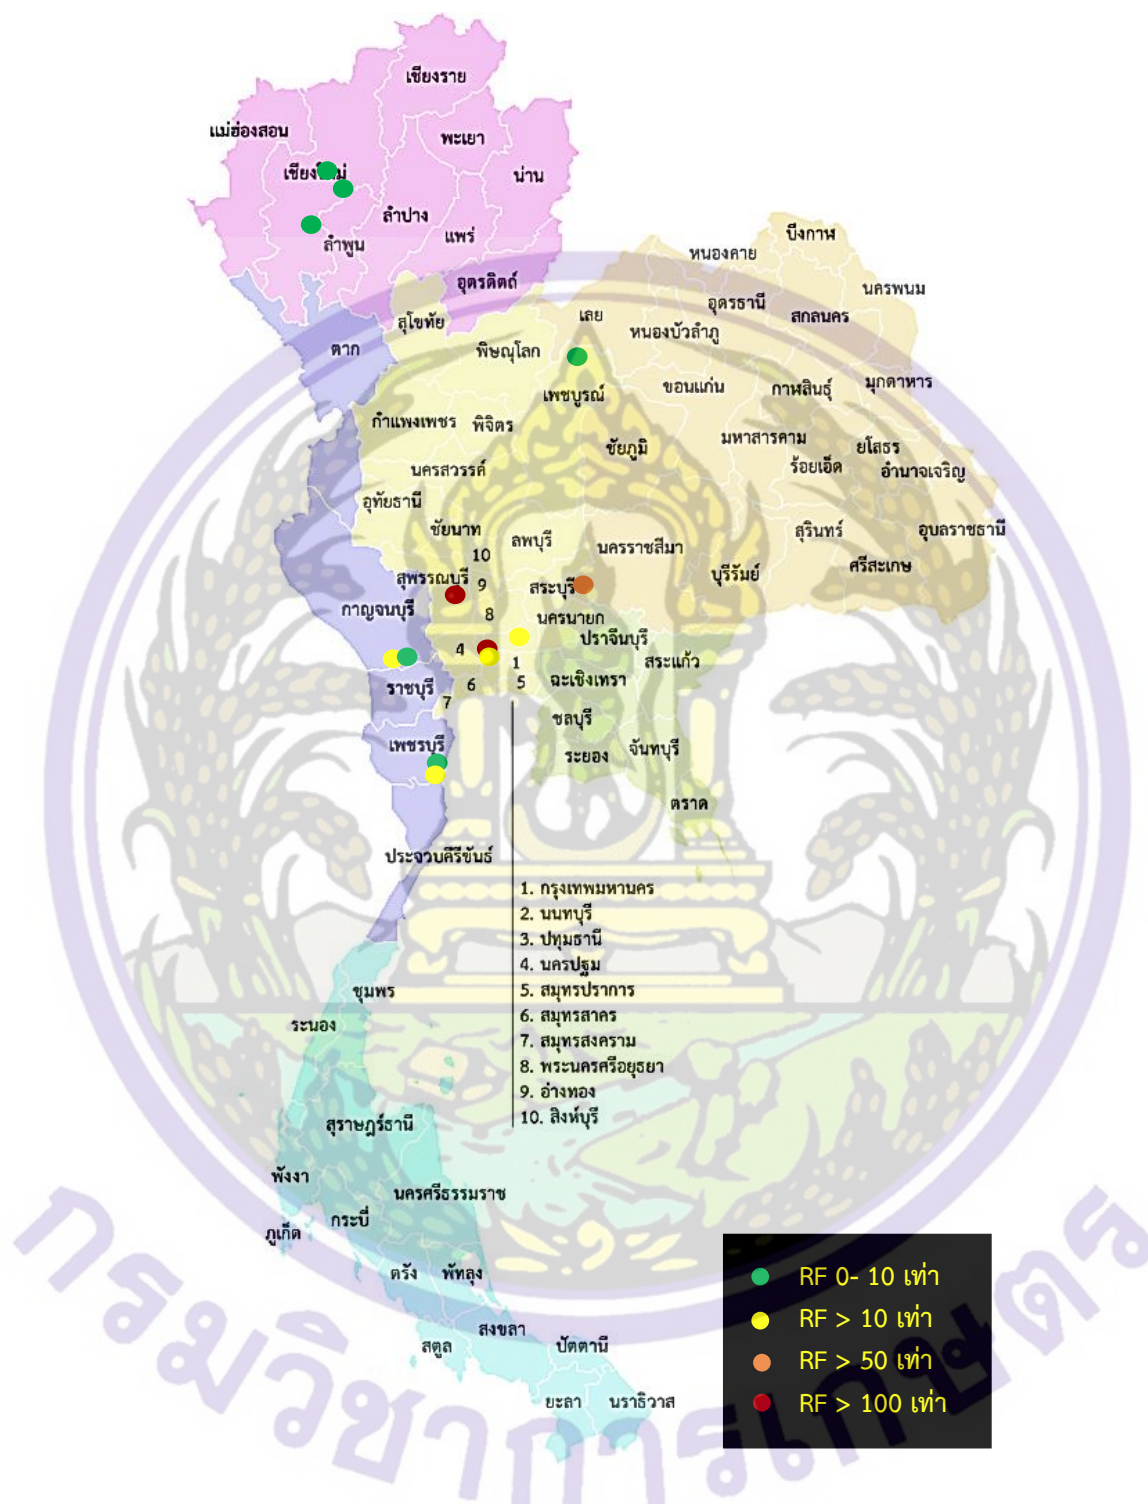 เชียงราย
แม่ฮ่องสอน
พะเยา
เชียงใหม่
น่าน
ลำปาง
แพร่
ลำพูน
บึงกาฬ
หนองคาย
อุตรดิตถ์
นครพนม
อุดรธานี
เลย
สกลนคร
สุโขทัย
หนองบัวลำภู
ตาก
พิษณุโลก
เพชบูรณ์
ขอนแก่น
กาฬสินธุ์
มุกดาหาร
กำแพงเพชร
พิจิตร
มหาสารคาม
ชัยภูมิ
ยโสธร
ร้อยเอ็ด
อำนาจเจริญ
นครสวรรค์
อุทัยธานี
ชัยนาท
ลพบุรี
นครราชสีมา
สุรินทร์
อุบลราชธานี
10
สุพรรณบุรี
9
สระบุรี
บุรีรัมย์
ศรีสะเกษ
กาญจนบุรี
8
นครนายก
ปราจีนบุรี
4
1
สระแก้ว
ราชบุรี
6
5
ฉะเชิงเทรา
7
ชลบุรี
เพชรบุรี
ระยอง
จันทบุรี
ตราด
ประจวบคีรีขันธ์
1. กรุงเทพมหานคร
2. นนทบุรี
3. ปทุมธานี
4. นครปฐม
5. สมุทรปราการ
6. สมุทรสาคร
7. สมุทรสงคราม
8. พระนครศรีอยุธยา
9. อ่างทอง
10. สิงห์บุรี
ชุมพร
ระนอง
สุราษฎร์ธานี
พังงา
นครศรีธรรมราช
กระบี่
ภูเก็ต
ตรัง
พัทลุง
สงขลา
สตูล
ปัตตานี
ยะลา
นราธิวาส
RF 0- 10 เท่า
RF > 10 เท่า
RF > 50 เท่า
RF > 100 เท่า
กรมวิชาการเกษตร